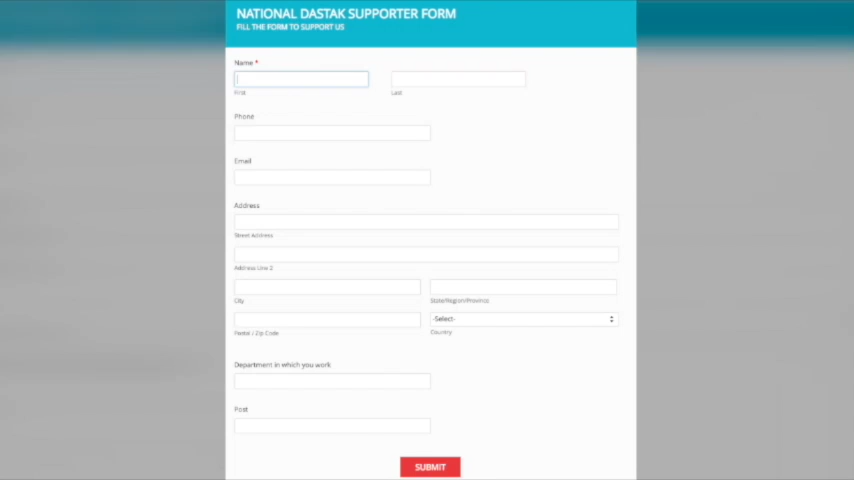 NATIONAL DASTAK SUPPORTER FORM
FILL THE FORM TO SUPPORT US
Name *
First
Last
Phone
Email
Address
Street Address
Address Line 2
City
State/Region/Province
Postal / Zip Code
-Select-
Country
Department in which you work
Post
SUBMIT